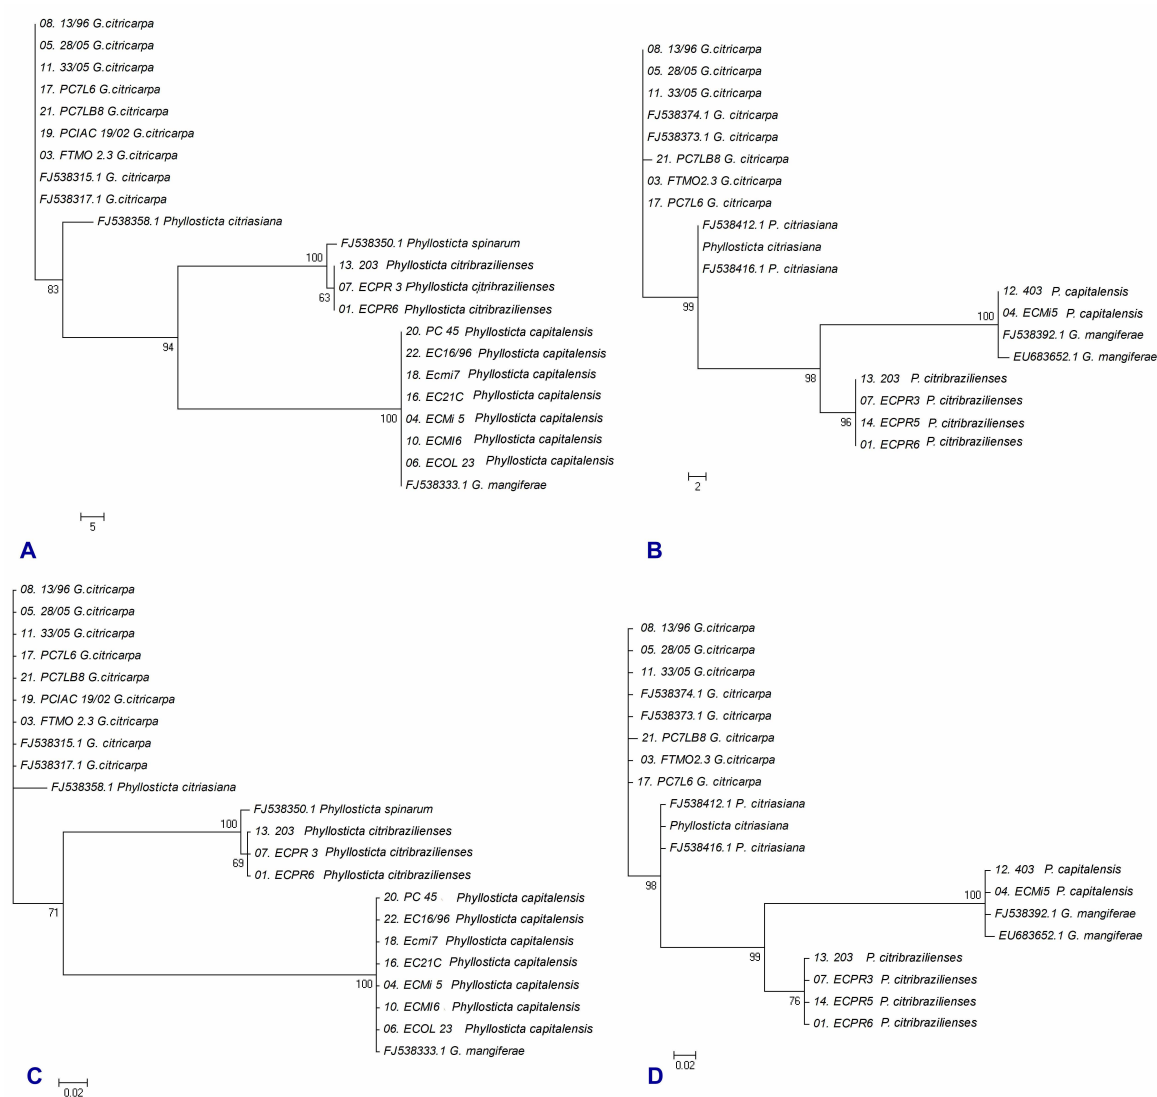 08. 13/96 G.citricarpa
05. 28/05 G.citricarpa
11. 33/05 G.citricarpa
17. PC7L6 G.citricarpa
21. PC7LB8 G.citricarpa
19. PCIAC 19/02 G.citricarpa
03. FTMO 2.3 G.citricarpa
FJ538315.1 G. citricarpa
FJ538317.1 G.citricarpa
FJ538358.1 Phyllosticta citriasiana
FJ538350.1 Phyllosticta spinarum
100
13. 203 Phyllosticta citribrazilienses
83
07. ECPR 3 Phyllosticta citribrazilienses
63
01. ECPR6 Phyllosticta citribrazilienses
20. PC 45 Phyllosticta capitalensis
94
22. EC16/96 Phyllosticta capitalensis
18. Ecmi7 Phyllosticta capitalensis
16. EC21C Phyllosticta capitalensis
100
04. ECMi 5 Phyllosticta capitalensis
10. ECMI6 Phyllosticta capitalensis
06. ECOL 23 Phyllosticta capitalensis
FJ538333.1 G. mangiferae
5
A
08. 13/96 G.citricarpa
05. 28/05 G.citricarpa
11. 33/05 G.citricarpa
FJ538374.1 G. citricarpa
FJ538373.1 G. citricarpa
21. PC7LB8 G. citricarpa
03. FTMO2.3 G.citricarpa
17. PC7L6 G. citricarpa
FJ538412.1 P. citriasiana
Phyllosticta citriasiana
FJ538416.1 P. citriasiana
12. 403 P. capitalensis
99
100
04. ECMi5 P. capitalensis
FJ538392.1 G. mangiferae
EU683652.1 G. mangiferae
98
13. 203 P. citribrazilienses
07. ECPR3 P. citribrazilienses
96
14. ECPR5 P. citribrazilienses
01. ECPR6 P. citribrazilienses
2
B
08. 13/96 G.citricarpa
05. 28/05 G.citricarpa
11. 33/05 G.citricarpa
17. PC7L6 G.citricarpa
21. PC7LB8 G.citricarpa
19. PCIAC 19/02 G.citricarpa
03. FTMO 2.3 G.citricarpa
FJ538315.1 G. citricarpa
FJ538317.1 G.citricarpa
FJ538358.1 Phyllosticta citriasiana
FJ538350.1 Phyllosticta spinarum
100
13. 203 Phyllosticta citribrazilienses
07. ECPR 3 Phyllosticta citribrazilienses
69
01. ECPR6 Phyllosticta citribrazilienses
20. PC 45 Phyllosticta capitalensis
71
22. EC16/96 Phyllosticta capitalensis
18. Ecmi7 Phyllosticta capitalensis
16. EC21C Phyllosticta capitalensis
100
04. ECMi 5 Phyllosticta capitalensis
10. ECMI6 Phyllosticta capitalensis
06. ECOL 23 Phyllosticta capitalensis
FJ538333.1 G. mangiferae
C
0.02
08. 13/96 G.citricarpa
05. 28/05 G.citricarpa
11. 33/05 G.citricarpa
FJ538374.1 G. citricarpa
FJ538373.1 G. citricarpa
21. PC7LB8 G. citricarpa
03. FTMO2.3 G.citricarpa
17. PC7L6 G. citricarpa
FJ538412.1 P. citriasiana
Phyllosticta citriasiana
FJ538416.1 P. citriasiana
12. 403 P. capitalensis
98
100
04. ECMi5 P. capitalensis
FJ538392.1 G. mangiferae
EU683652.1 G. mangiferae
99
13. 203 P. citribrazilienses
07. ECPR3 P. citribrazilienses
76
14. ECPR5 P. citribrazilienses
01. ECPR6 P. citribrazilienses
0.02
D